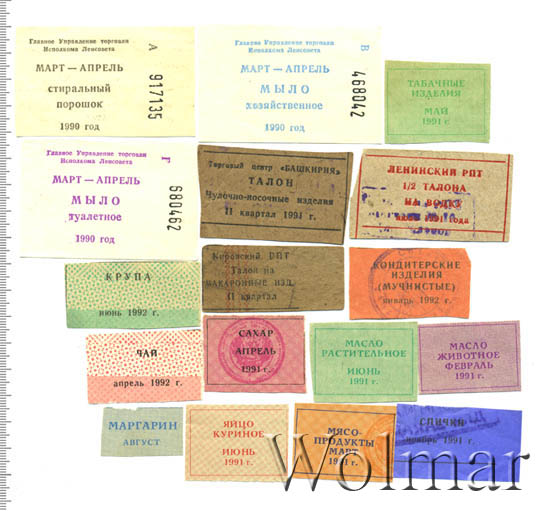 Главное Управление торговли
Исполкома Ленсовета
МАРТ — АПРЕЛЬ
стиральный
порошок
1990 год
А
917135
Главное Управление торговли
Исполкома Ленсовета
МАРТ — АПРЕЛЬ
МЫЛО
хозяйственное
1990 год
В
468042
ТАБАЧНЫЕ
ИЗДЕЛИЯ
МАЙ
1991 г.
Главное Управление торговли
Исполкома Ленсовета
МАРТ — АПРЕЛЬ
МЫЛО
туалетное
1990 год
Г
680462
Торговый центр «БАШКИРИЯ»
ТАЛОН
Чулочно-носочные изделия
II квартал 1991 г.
ЛЕНИНСКИЙ РПТ
1/2 ТАЛОНА
НА ВОДКУ
1991 года
КРУПА
июнь 1992 г.
Кировский РПТ
Талон на
МАКАРОННЫЕ ИЗД.
II квартал
КОНДИТЕРСКИЕ
ИЗДЕЛИЯ
(МУЧНИСТЫЕ)
январь 1992 г.
ЧАЙ
апрель 1992 г.
САХАР
АПРЕЛЬ
1991 г.
МАСЛО
РАСТИТЕЛЬНОЕ
ИЮНЬ
1991 г.
МАСЛО
ЖИВОТНОЕ
ФЕВРАЛЬ
1991 г.
МАРГАРИН
АВГУСТ
ЯЙЦО
КУРИНОЕ
ИЮНЬ
1991 г.
МЯСО-
ПРОДУКТЫ
МАРТ
1991 г.
СПИЧКИ
1991 г.
Wolmar